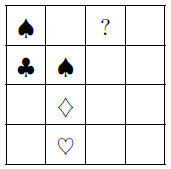 ♠ ?
♣ ♠
♢
♡